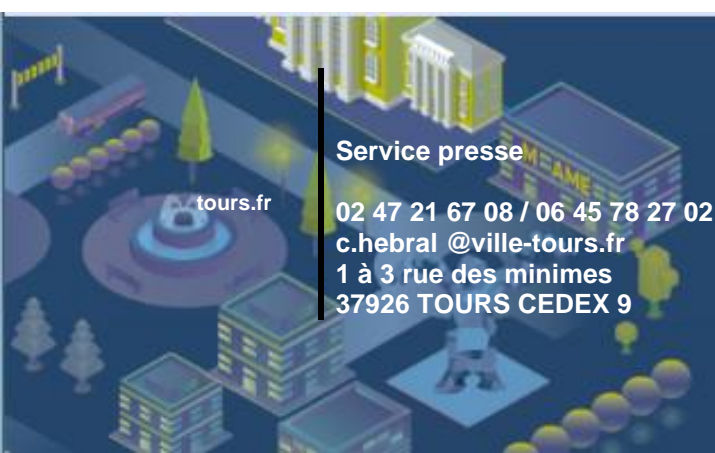 Service presse
tours.fr
02 47 21 67 08 / 06 45 78 27 02
c.hebral @ville-tours.fr
1 à 3 rue des minimes
37926 TOURS CEDEX 9